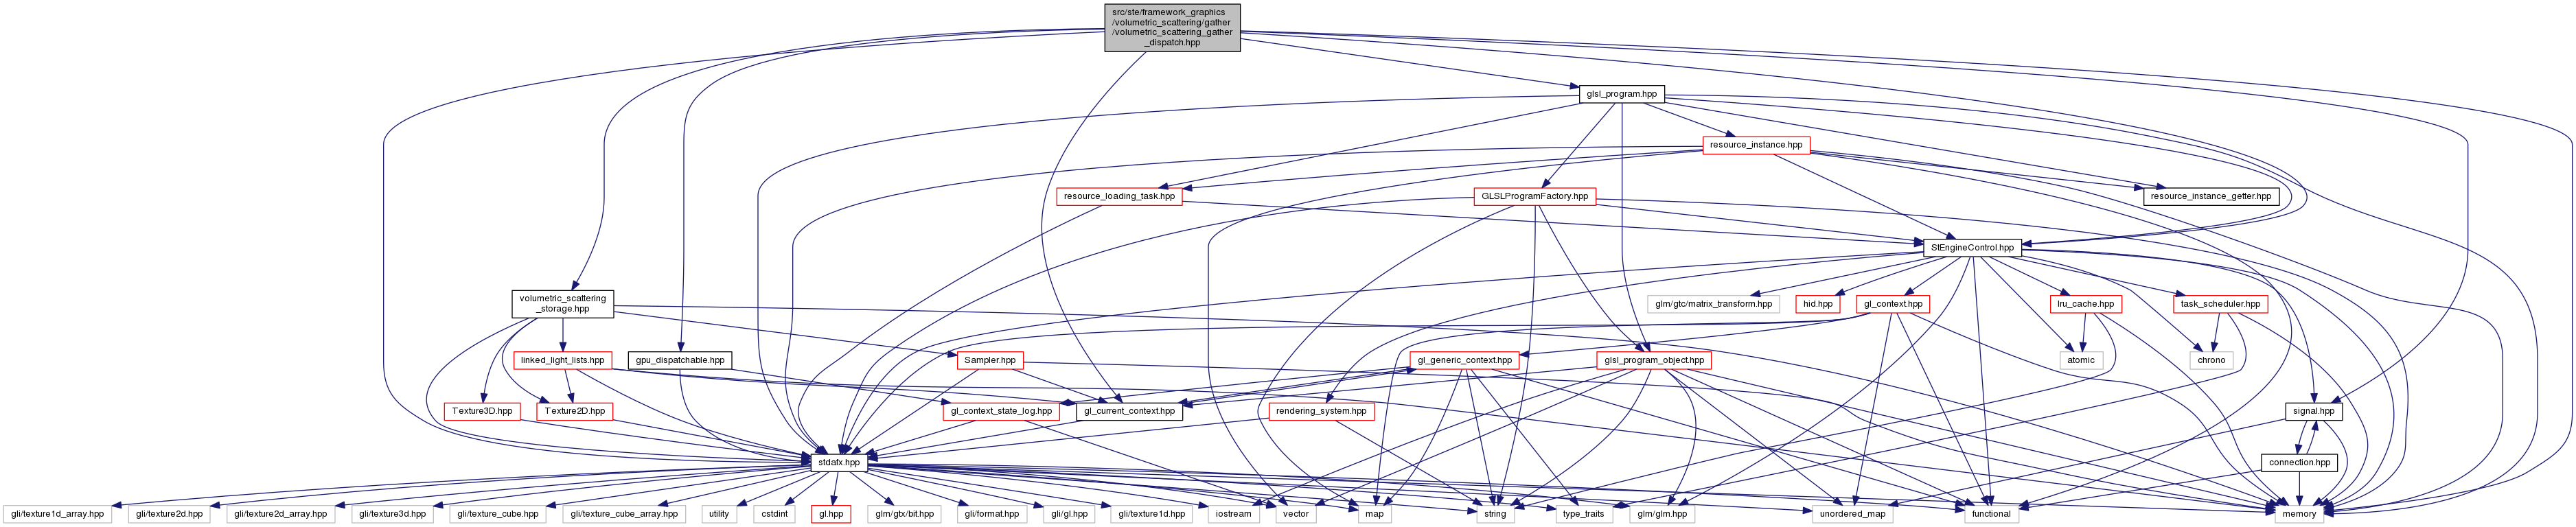 src/ste/framework_graphics
/volumetric_scattering/gather
/volumetric_scattering_gather
_dispatch.hpp
glsl_program.hpp
resource_instance.hpp
resource_loading_task.hpp
GLSLProgramFactory.hpp
resource_instance_getter.hpp
StEngineControl.hpp
volumetric_scattering
_storage.hpp
glm/gtc/matrix_transform.hpp
hid.hpp
gl_context.hpp
lru_cache.hpp
task_scheduler.hpp
linked_light_lists.hpp
gpu_dispatchable.hpp
Sampler.hpp
gl_generic_context.hpp
glsl_program_object.hpp
atomic
chrono
Texture3D.hpp
Texture2D.hpp
gl_context_state_log.hpp
gl_current_context.hpp
rendering_system.hpp
signal.hpp
stdafx.hpp
connection.hpp
gli/texture1d_array.hpp
gli/texture2d.hpp
gli/texture2d_array.hpp
gli/texture3d.hpp
gli/texture_cube.hpp
gli/texture_cube_array.hpp
utility
cstdint
gl.hpp
glm/gtx/bit.hpp
gli/format.hpp
gli/gl.hpp
gli/texture1d.hpp
iostream
vector
map
string
type_traits
glm/glm.hpp
unordered_map
functional
memory